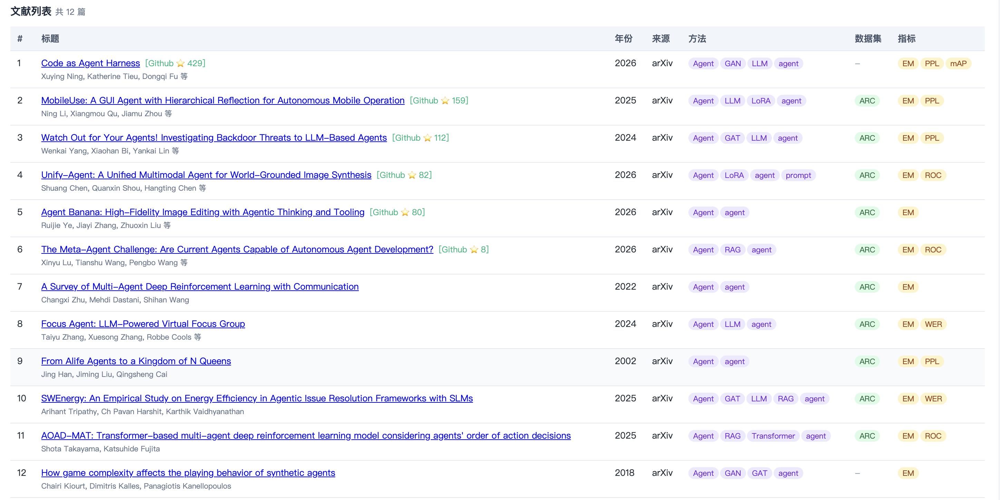 文献列表 共 12 篇
# 标题 年份 来源 方法 数据集 指标
1 Code as Agent Harness [Github ⭐ 429] 2026 arXiv Agent GAN LLM agent – EM PPL mAP
Xuying Ning, Katherine Tieu, Dongqi Fu 等
2 MobileUse: A GUI Agent with Hierarchical Reflection for Autonomous Mobile Operation [Github ⭐ 159] 2025 arXiv Agent LLM LoRA agent ARC EM PPL
Ning Li, Xiangmou Qu, Jiamu Zhou 等
3 Watch Out for Your Agents! Investigating Backdoor Threats to LLM-Based Agents [Github ⭐ 112] 2024 arXiv Agent GAT LLM agent ARC EM PPL
Wenkai Yang, Xiaohan Bi, Yankai Lin 等
4 Unify-Agent: A Unified Multimodal Agent for World-Grounded Image Synthesis [Github ⭐ 82] 2026 arXiv Agent LoRA agent prompt ARC EM ROC
Shuang Chen, Quanxin Shou, Hangting Chen 等
5 Agent Banana: High-Fidelity Image Editing with Agentic Thinking and Tooling [Github ⭐ 80] 2026 arXiv Agent agent ARC EM
Ruijie Ye, Jiayi Zhang, Zhuoxin Liu 等
6 The Meta-Agent Challenge: Are Current Agents Capable of Autonomous Agent Development? [Github ⭐ 8] 2026 arXiv Agent RAG agent ARC EM ROC
Xinyu Lu, Tianshu Wang, Pengbo Wang 等
7 A Survey of Multi-Agent Deep Reinforcement Learning with Communication 2022 arXiv Agent agent ARC EM
Changxi Zhu, Mehdi Dastani, Shihan Wang
8 Focus Agent: LLM-Powered Virtual Focus Group 2024 arXiv Agent LLM agent ARC EM WER
Taiyu Zhang, Xuesong Zhang, Robbe Cools 等
9 From Alife Agents to a Kingdom of N Queens 2002 arXiv Agent agent ARC EM PPL
Jing Han, Jiming Liu, Qingsheng Cai
10 SWEnergy: An Empirical Study on Energy Efficiency in Agentic Issue Resolution Frameworks with SLMs 2025 arXiv Agent GAT LLM RAG agent ARC EM WER
Arihant Tripathy, Ch Pavan Harshit, Karthik Vaidhyanathan
11 AOAD-MAT: Transformer-based multi-agent deep reinforcement learning model considering agents' order of action decisions 2025 arXiv Agent RAG Transformer agent ARC EM ROC
Shota Takayama, Katsuhide Fujita
12 How game complexity affects the playing behavior of synthetic agents 2018 arXiv Agent GAN GAT agent – EM
Chairi Kiourt, Dimitris Kalles, Panagiotis Kanellopoulos